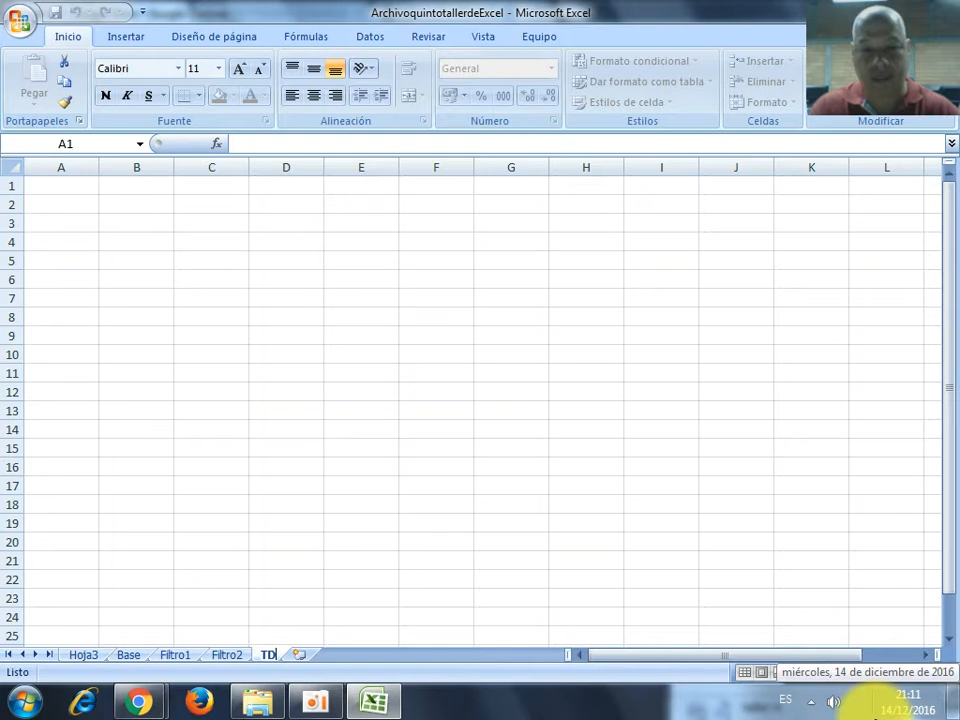 ArchivoquintotallerdeExcel - Microsoft Excel
Inicio Insertar Diseño de página Fórmulas Datos Revisar Vista Equipo
Pegar
Calibri 11
N K S
A A
A
General
% 000
Formato condicional
Dar formato como tabla
Estilos de celda
Insertar
Eliminar
Formato
Portapapeles Fuente Alineación Número Estilos Celdas Modificar
A1 fx
A B C D E F G H I J K L
1
2
3
4
5
6
7
8
9
10
11
12
13
14
15
16
17
18
19
20
21
22
23
24
25
Hoja3 Base Filtro1 Filtro2 TD
Listo
miércoles, 14 de diciembre de 2016
ES
21:11
14/12/2016